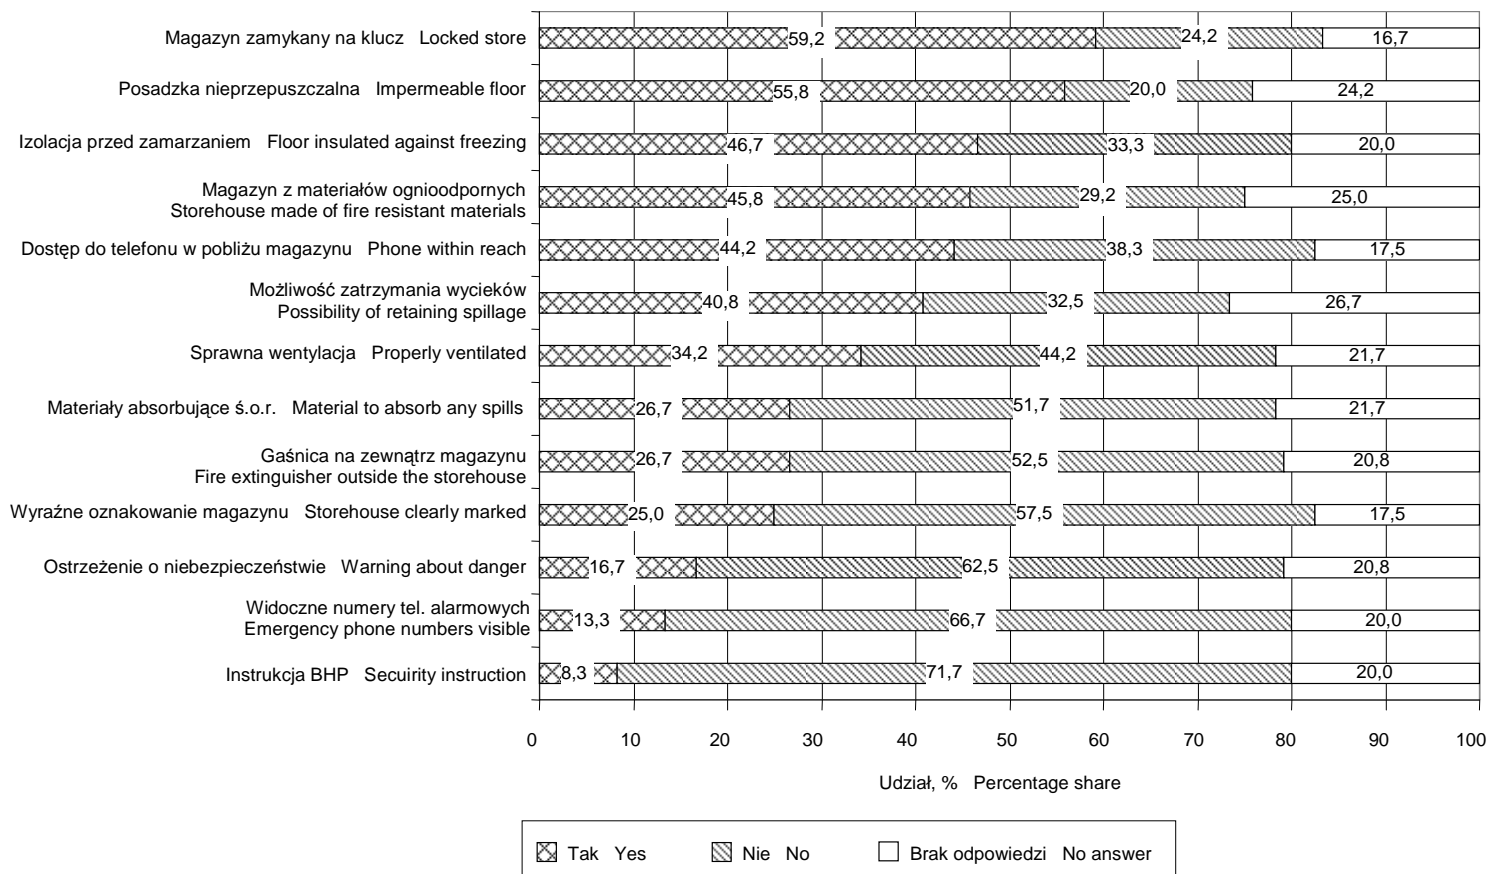 Magazyn zamykany na klucz Locked store
59,2 24,2 16,7
Posadzka nieprzepuszczalna Impermeable floor
55,8 20,0 24,2
Izolacja przed zamarzaniem Floor insulated against freezing
46,7 33,3 20,0
Magazyn z materiałów ognioodpornych
Storehouse made of fire resistant materials
45,8 29,2 25,0
Dostęp do telefonu w pobliżu magazynu Phone within reach
44,2 38,3 17,5
Możliwość zatrzymania wycieków
Possibility of retaining spillage
40,8 32,5 26,7
Sprawna wentylacja Properly ventilated
34,2 44,2 21,7
Materiały absorbujące ś.o.r. Material to absorb any spills
26,7 51,7 21,7
Gaśnica na zewnątrz magazynu
Fire extinguisher outside the storehouse
26,7 52,5 20,8
Wyraźne oznakowanie magazynu Storehouse clearly marked
25,0 57,5 17,5
Ostrzeżenie o niebezpieczeństwie Warning about danger
16,7 62,5 20,8
Widoczne numery tel. alarmowych
Emergency phone numbers visible
13,3 66,7 20,0
Instrukcja BHP Secuirity instruction
8,3 71,7 20,0
0 10 20 30 40 50 60 70 80 90 100
Udział, % Percentage share
Tak Yes Nie No Brak odpowiedzi No answer